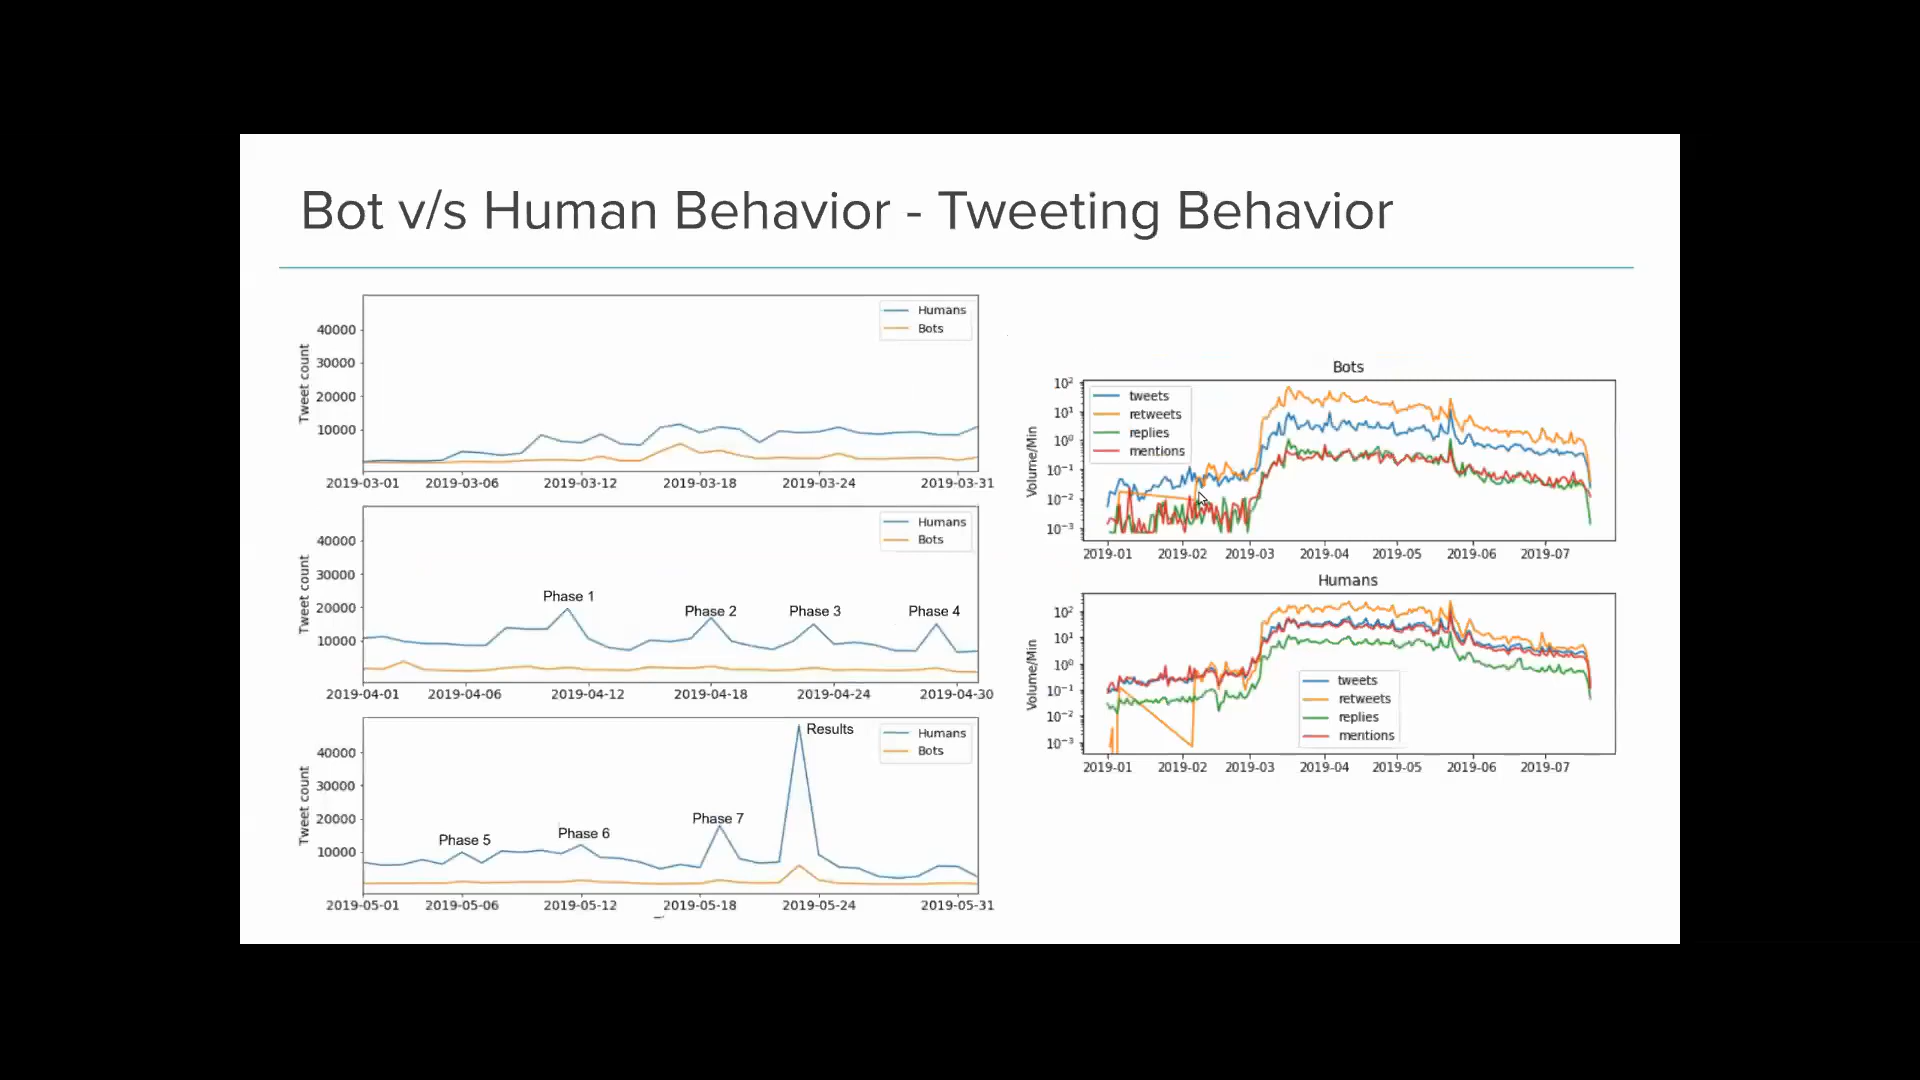 Bot v/s Human Behavior - Tweeting Behavior
Humans
Bots
Tweet count
40000
30000
20000
10000
2019-03-01 2019-03-06 2019-03-12 2019-03-18 2019-03-24 2019-03-31
Humans
Bots
Tweet count
40000
30000
20000
10000
Phase 1
Phase 2
Phase 3
Phase 4
2019-04-01 2019-04-06 2019-04-12 2019-04-18 2019-04-24 2019-04-30
Humans
Bots
Tweet count
40000
30000
20000
10000
Phase 5
Phase 6
Phase 7
Results
2019-05-01 2019-05-06 2019-05-12 2019-05-18 2019-05-24 2019-05-31
Bots
tweets
retweets
replies
mentions
Volume/Min
10²
10¹
10⁰
10⁻¹
10⁻²
10⁻³
2019-01 2019-02 2019-03 2019-04 2019-05 2019-06 2019-07
Humans
tweets
retweets
replies
mentions
Volume/Min
10²
10¹
10⁰
10⁻¹
10⁻²
10⁻³
2019-01 2019-02 2019-03 2019-04 2019-05 2019-06 2019-07